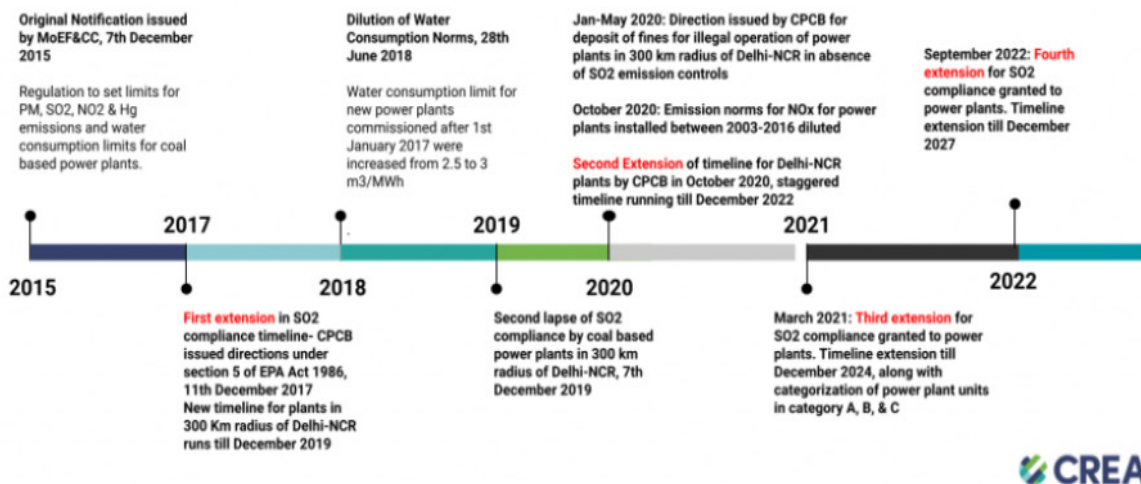 Original Notification issued
by MoEF&CC, 7th December
2015
Regulation to set limits for
PM, SO2, NO2 & Hg
emissions and water
consumption limits for coal
based power plants.
Dilution of Water
Consumption Norms, 28th
June 2018
Water consumption limit for
new power plants
commissioned after 1st
January 2017 were
increased from 2.5 to 3
m3/MWh
Jan-May 2020: Direction issued by CPCB for
deposit of fines for illegal operation of power
plants in 300 km radius of Delhi-NCR in absence
of SO2 emission controls
October 2020: Emission norms for NOx for power
plants installed between 2003-2016 diluted
Second Extension of timeline for Delhi-NCR
plants by CPCB in October 2020, staggered
timeline running till December 2022
September 2022: Fourth
extension for SO2
compliance granted to
power plants. Timeline
extension till December
2027
2017
2019
2021
2015
2018
2020
2022
First extension in SO2
compliance timeline- CPCB
issued directions under
section 5 of EPA Act 1986,
11th December 2017
New timeline for plants in
300 Km radius of Delhi-NCR
runs till December 2019
Second lapse of SO2
compliance by coal based
power plants in 300 km
radius of Delhi-NCR, 7th
December 2019
March 2021: Third extension for
SO2 compliance granted to power
plants. Timeline extension till
December 2024, along with
categorization of power plant units
in category A, B, & C
CREA